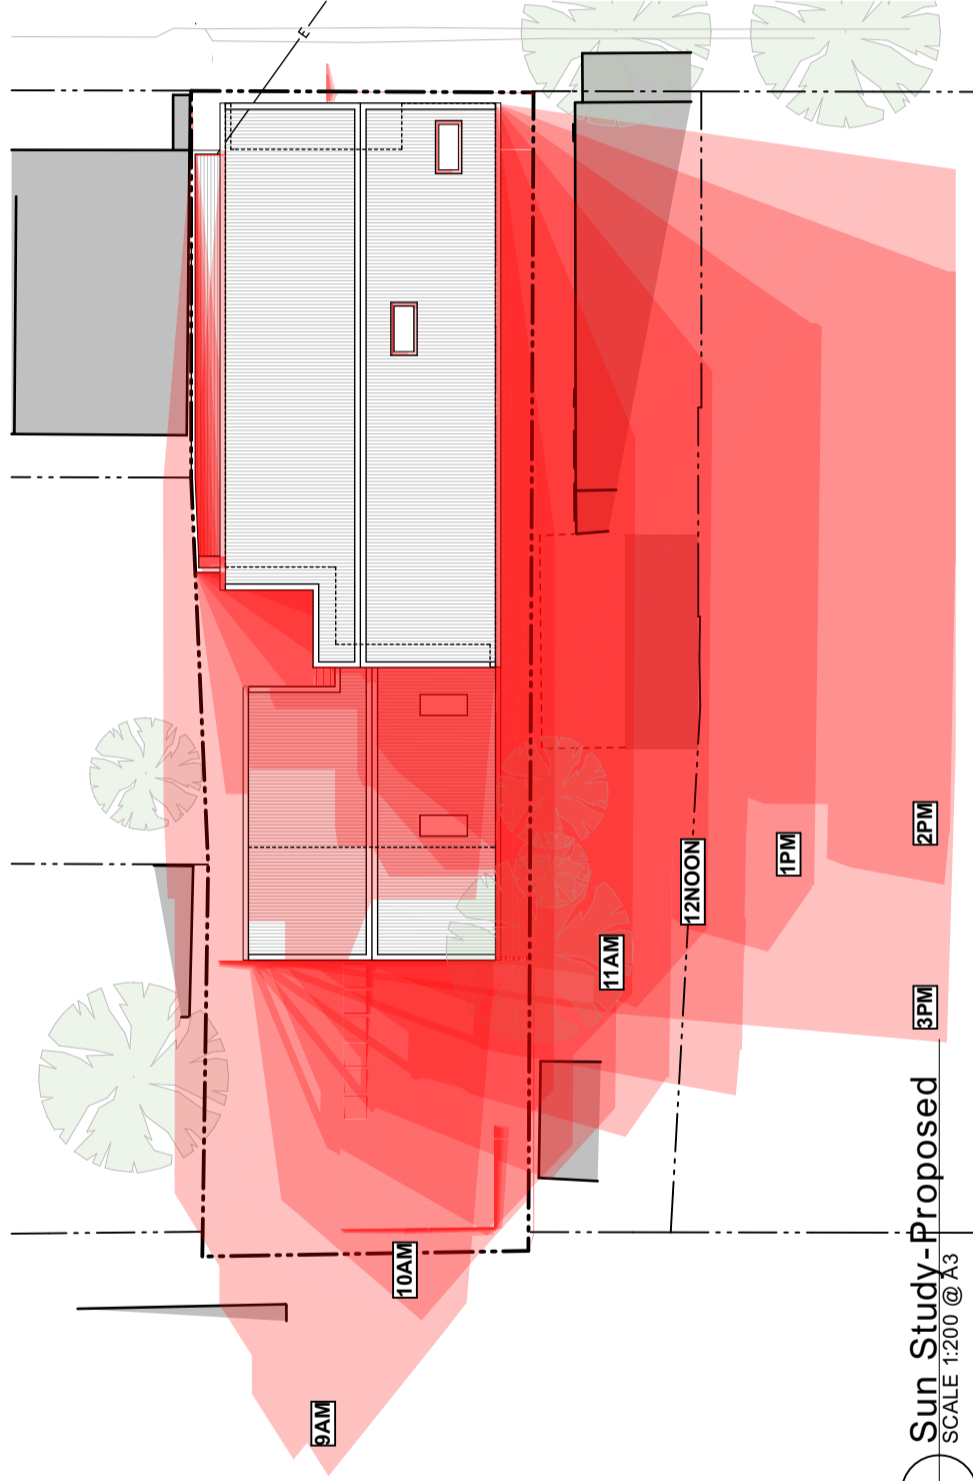 E
9AM
10AM
11AM
12NOON
1PM
2PM
3PM
Sun Study-Proposed
SCALE 1:200 @ A3